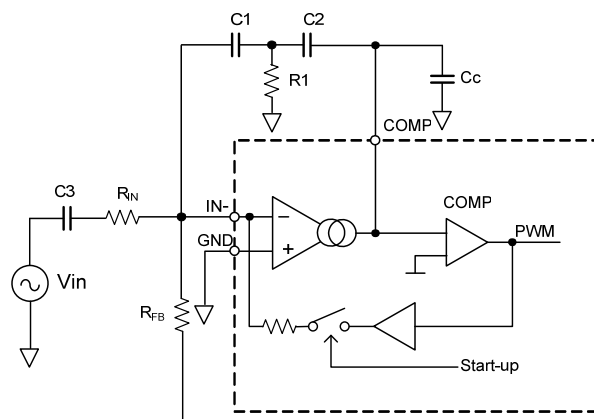 C1
C2
R1
Cc
COMP
C3
RIN
IN-
COMP
GND
PWM
Vin
RFB
Start-up